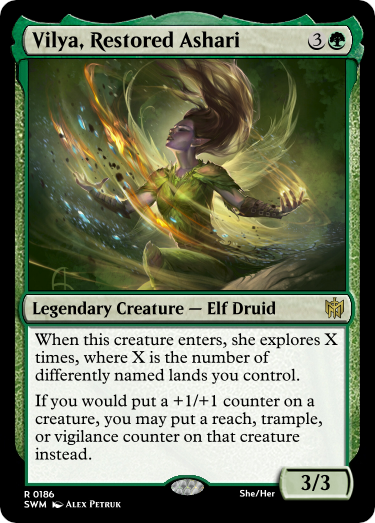 Vilya, Restored Ashari 3
Legendary Creature — Elf Druid
When this creature enters, she explores X
times, where X is the number of
differently named lands you control.
If you would put a +1/+1 counter on a
creature, you may put a reach, trample,
or vigilance counter on that creature
instead.
3/3
R 0186
She/Her
SWM Alex Petruk